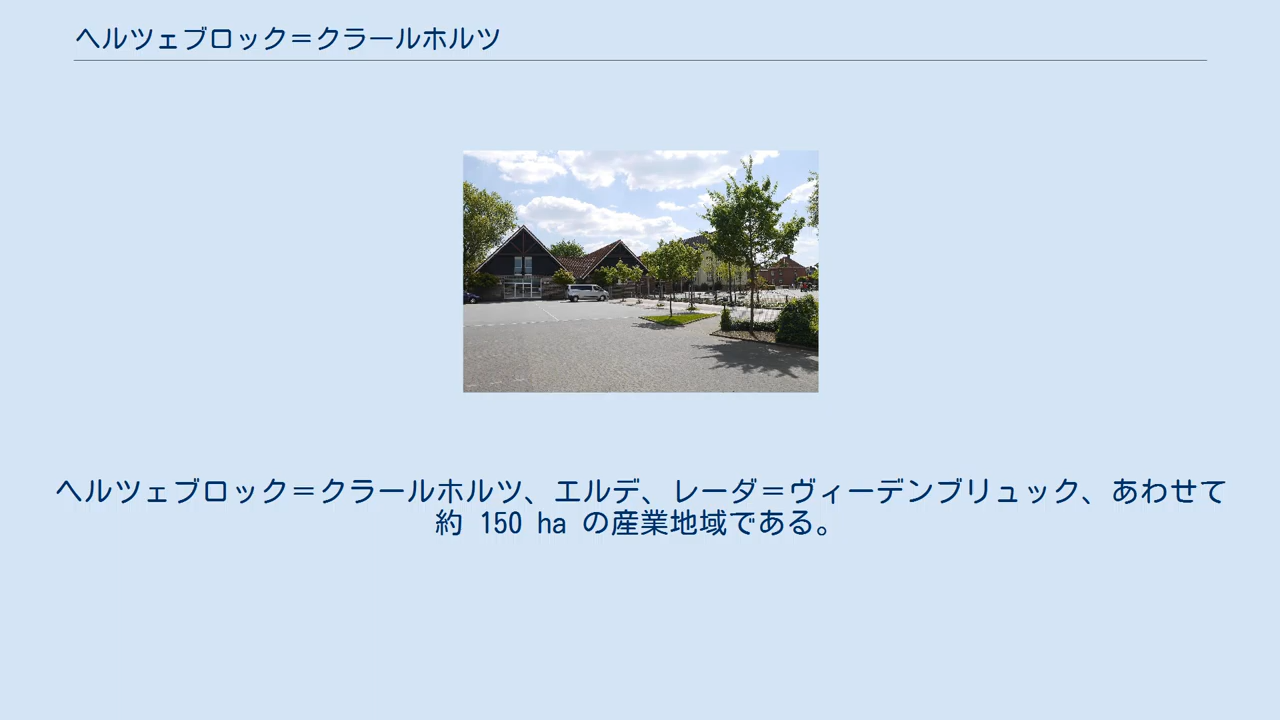 ヘルツェブロック＝クラールホルツ
ヘルツェブロック＝クラールホルツ、エルデ、レーダ＝ヴィーデンブリュック、あわせて
約 150 ha の産業地域である。